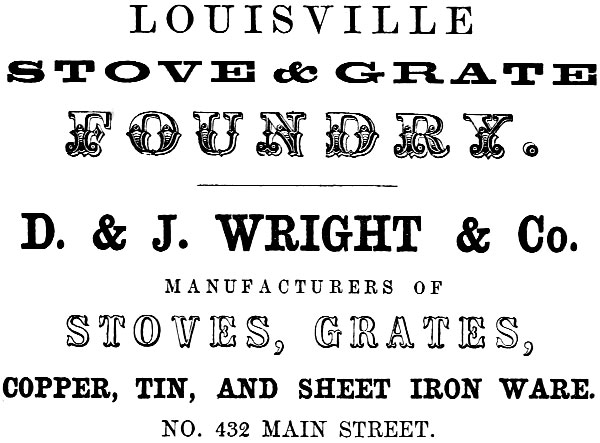 LOUISVILLE
STOVE & GRATE
FOUNDRY.
D. & J. WRIGHT & Co.
MANUFACTURERS OF
STOVES, GRATES,
COPPER, TIN, AND SHEET IRON WARE.
NO. 432 MAIN STREET.